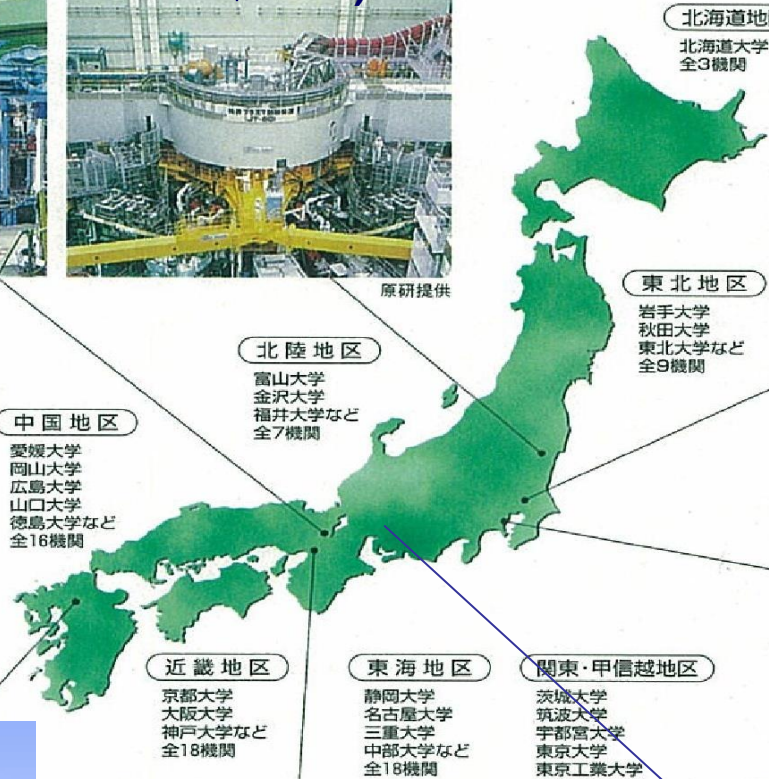 北海道地
北海道大学
全3機関
原研提供
東北地区
岩手大学
秋田大学
東北大学など
全9機関
北陸地区
富山大学
金沢大学
福井大学など
全7機関
中国地区
愛媛大学
岡山大学
広島大学
山口大学
徳島大学など
全16機関
近畿地区
京都大学
大阪大学
神戸大学など
全18機関
東海地区
静岡大学
名古屋大学
三重大学
中部大学など
全18機関
関東・甲信越地区
茨城大学
筑波大学
宇都宮大学
東京大学
東京工業大学